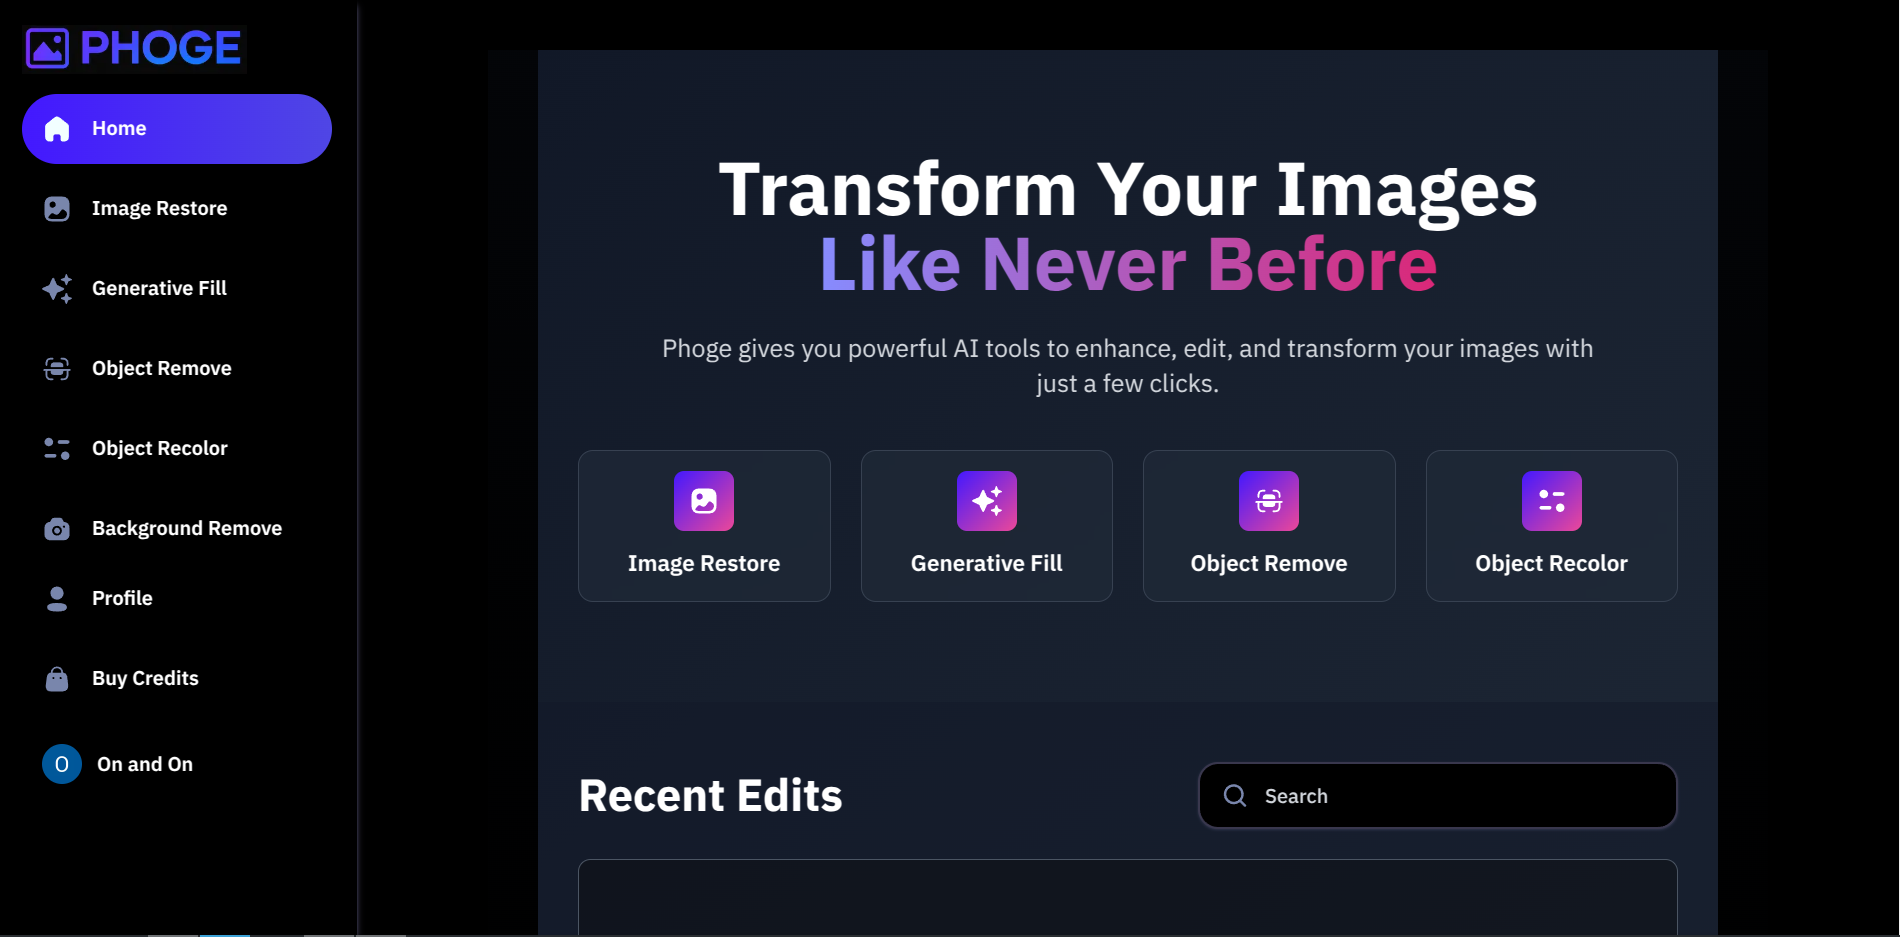 PHOGE
Home
Image Restore
Generative Fill
Object Remove
Object Recolor
Background Remove
Profile
Buy Credits
O On and On
Transform Your Images
Like Never Before
Phoge gives you powerful AI tools to enhance, edit, and transform your images with
just a few clicks.
Image Restore
Generative Fill
Object Remove
Object Recolor
Recent Edits
Search